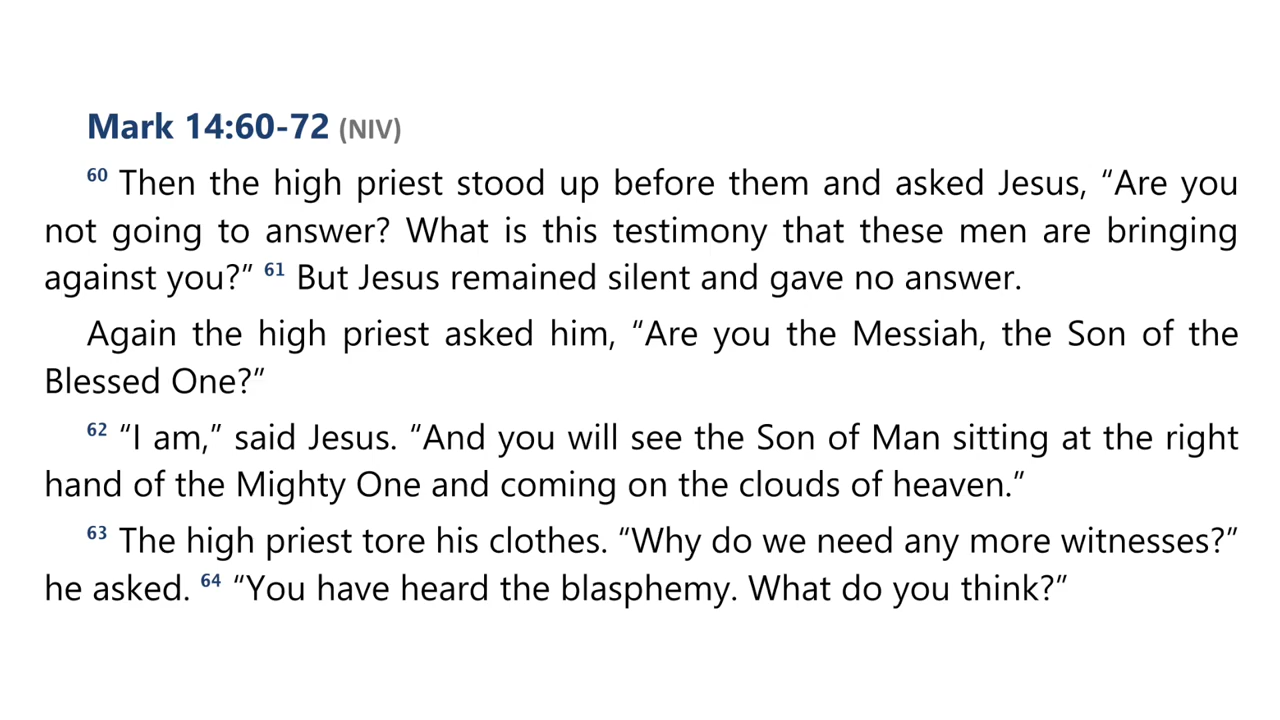 Mark 14:60-72 (NIV)
60 Then the high priest stood up before them and asked Jesus, “Are you
not going to answer? What is this testimony that these men are bringing
against you?” 61 But Jesus remained silent and gave no answer.
Again the high priest asked him, “Are you the Messiah, the Son of the
Blessed One?”
62 “I am,” said Jesus. “And you will see the Son of Man sitting at the right
hand of the Mighty One and coming on the clouds of heaven.”
63 The high priest tore his clothes. “Why do we need any more witnesses?”
he asked. 64 “You have heard the blasphemy. What do you think?”